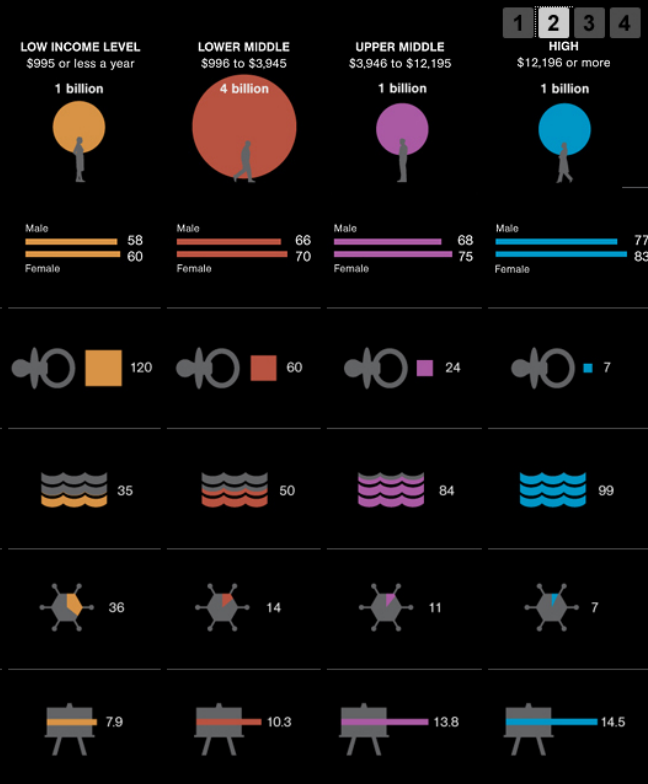 1 2 3 4
LOW INCOME LEVEL LOWER MIDDLE UPPER MIDDLE HIGH
$995 or less a year $996 to $3,945 $3,946 to $12,195 $12,196 or more
1 billion 4 billion 1 billion 1 billion
Male Male Male Male
58 66 68 77
60 70 75 83
Female Female Female Female
120 60 24 7
35 50 84 99
36 14 11 7
7.9 10.3 13.8 14.5